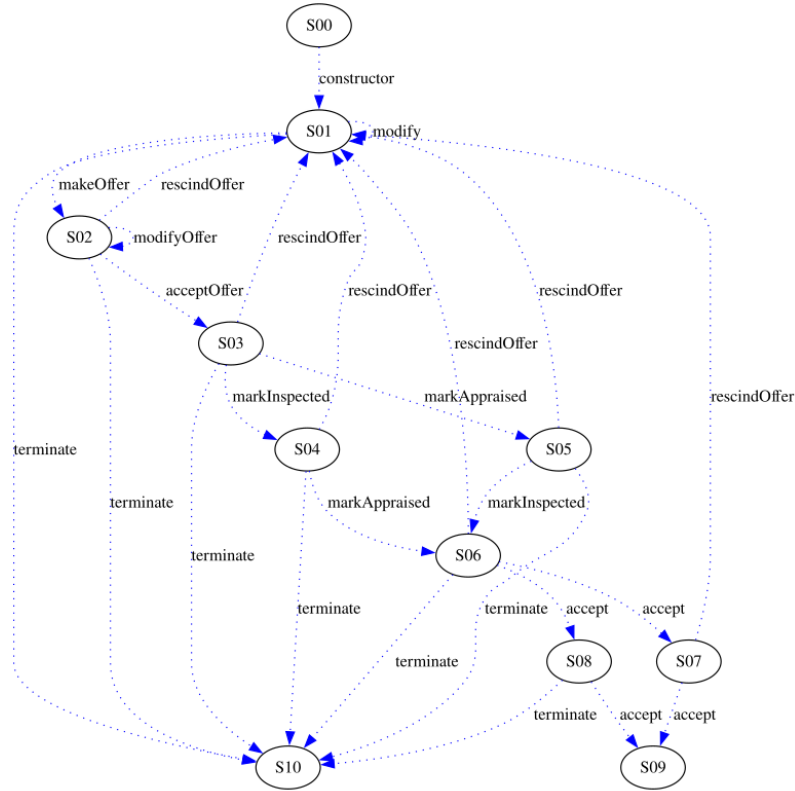 S00
constructor
S01
modify
makeOffer
rescindOffer
S02
modifyOffer
rescindOffer
acceptOffer
rescindOffer
rescindOffer
rescindOffer
S03
markInspected
markAppraised
rescindOffer
terminate
S04
S05
terminate
markAppraised
markInspected
terminate
S06
terminate
terminate
accept
accept
terminate
S08
S07
terminate
accept
accept
S10
S09